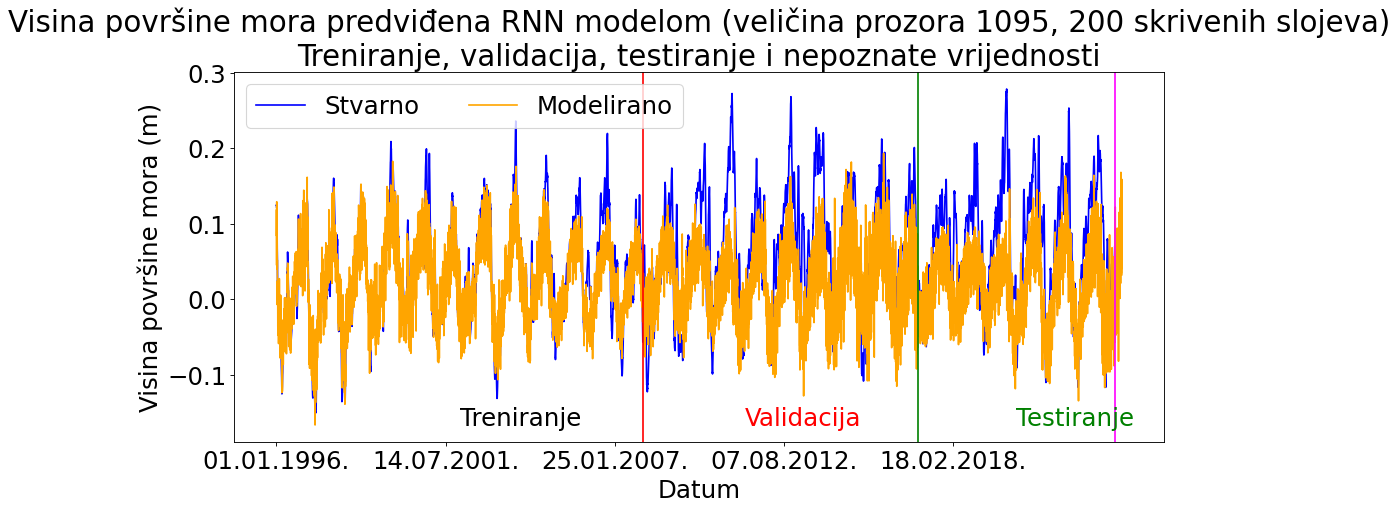 Visina površine mora predviđena RNN modelom (veličina prozora 1095, 200 skrivenih slojeva)
Treniranje, validacija, testiranje i nepoznate vrijednosti
Stvarno Modelirano
Visina površine mora (m)
0.3
0.2
0.1
0.0
−0.1
Treniranje Validacija Testiranje
01.01.1996. 14.07.2001. 25.01.2007. 07.08.2012. 18.02.2018.
Datum